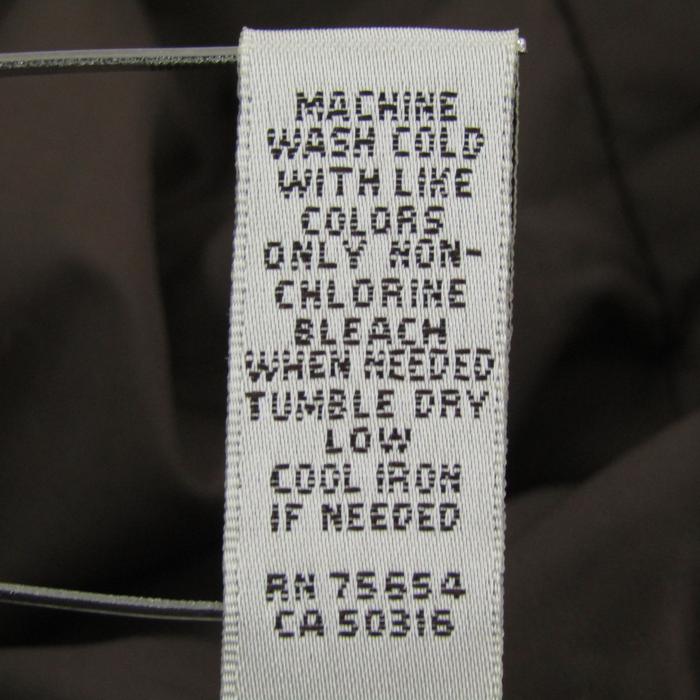 MACHINE
WASH COLD
WITH LIKE
COLORS
ONLY NON-
CHLORINE
BLEACH
WHEN NEEDED
TUMBLE DRY
LOW
COOL IRON
IF NEEDED
RN 75654
CA 50316